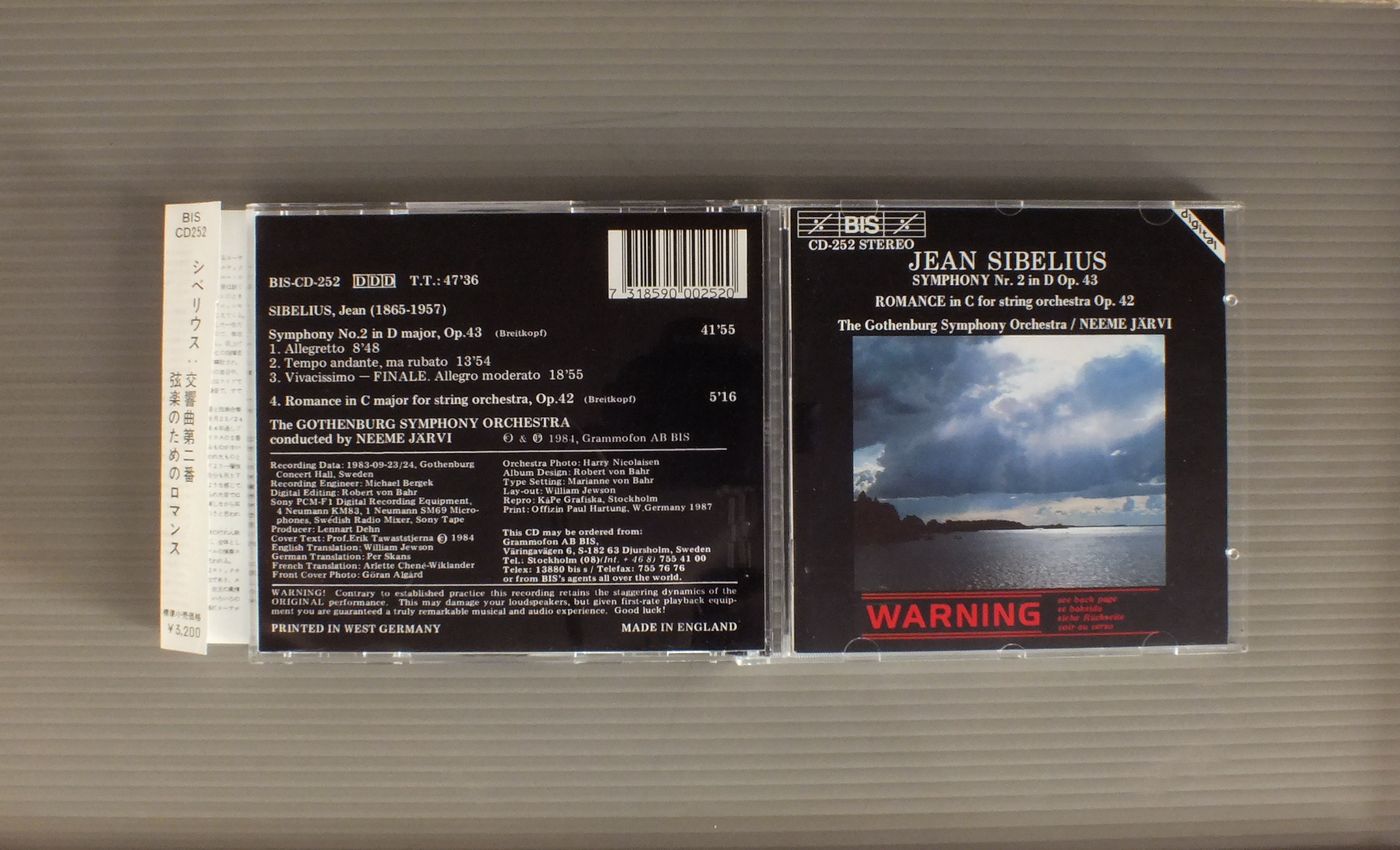 BIS
CD252
シベリウス：交響曲第二番
弦楽のためのロマンス
標準小売価格
￥3,200
BIS-CD-252 DDD T.T.: 47'36
7 318590 002520
SIBELIUS, Jean (1865-1957)
Symphony No.2 in D major, Op.43 (Breitkopf) 41'55
1. Allegretto 8'48
2. Tempo andante, ma rubato 13'54
3. Vivacissimo — FINALE. Allegro moderato 18'55
4. Romance in C major for string orchestra, Op.42 (Breitkopf) 5'16
The GOTHENBURG SYMPHONY ORCHESTRA
conducted by NEEME JÄRVI
© & ℗ 1984, Grammofon AB BIS
Recording Data: 1983-09-23/24, Gothenburg
Concert Hall, Sweden
Recording Engineer: Michael Bergek
Digital Editing: Robert von Bahr
Sony PCM-F1 Digital Recording Equipment,
4 Neumann KM83, 1 Neumann SM69 Micro-
phones, Swedish Radio Mixer, Sony Tape
Producer: Lennart Dehn
Cover Text: Prof. Erik Tawaststjerna © 1984
English Translation: William Jewson
German Translation: Per Skans
French Translation: Arlette Chené-Wiklander
Front Cover Photo: Göran Algård
Orchestra Photo: Harry Nicolaisen
Album Design: Robert von Bahr
Type Setting: Marianne von Bahr
Lay-out: William Jewson
Repro: KåPe Grafiska, Stockholm
Print: Offizin Paul Hartung, W.Germany 1987
This CD may be ordered from:
Grammofon AB BIS,
Väringavägen 6, S-182 63 Djursholm, Sweden
Tel.: Stockholm (08) (Int. + 46 8) 755 41 00
Telex: 13880 bis s / Telefax: 755 76 76
or from BIS's agents all over the world.
WARNING! Contrary to established practice this recording retains the staggering dynamics of the
ORIGINAL performance. This may damage your loudspeakers, but given first-rate playback equip-
ment you are guaranteed a truly remarkable musical and audio experience. Good luck!
PRINTED IN WEST GERMANY MADE IN ENGLAND
BIS
CD-252 STEREO
digital
JEAN SIBELIUS
SYMPHONY Nr. 2 in D Op. 43
ROMANCE in C for string orchestra Op. 42
The Gothenburg Symphony Orchestra / NEEME JÄRVI
WARNING
see back page
se baksida
siehe Rückseite
voir au verso